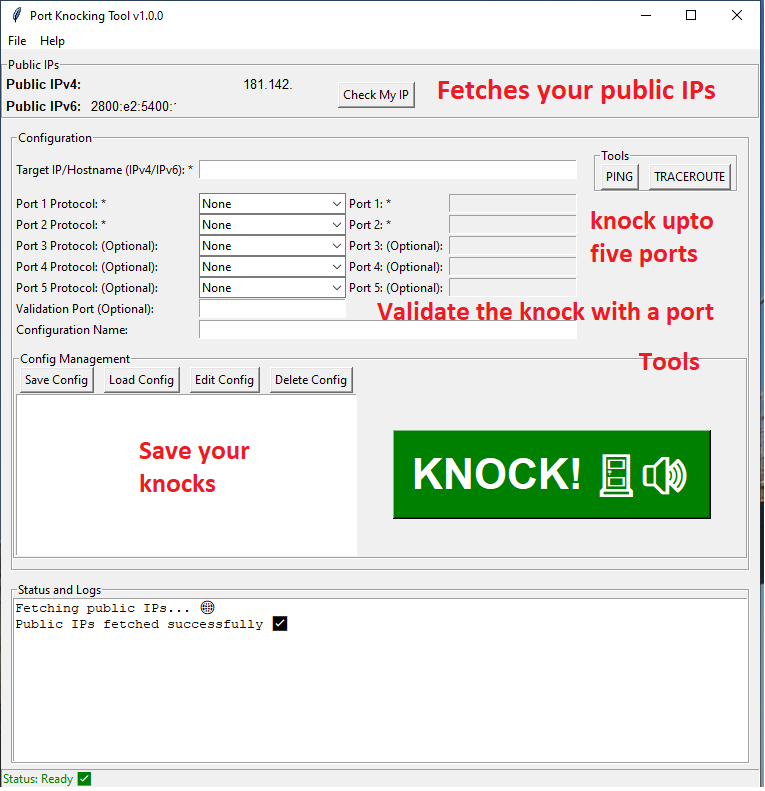 Port Knocking Tool v1.0.0
File Help
Public IPs
Public IPv4: 181.142.
Public IPv6: 2800:e2:5400:
Check My IP
Fetches your public IPs
Configuration
Target IP/Hostname (IPv4/IPv6): *
Tools
PING TRACEROUTE
Port 1 Protocol: * None Port 1: *
Port 2 Protocol: * None Port 2: *
Port 3 Protocol: (Optional): None Port 3: (Optional):
Port 4 Protocol: (Optional): None Port 4: (Optional):
Port 5 Protocol: (Optional): None Port 5: (Optional):
knock upto
five ports
Validation Port (Optional):
Validate the knock with a port
Configuration Name:
Tools
Config Management
Save Config Load Config Edit Config Delete Config
Save your
knocks
KNOCK!
Status and Logs
Fetching public IPs...
Public IPs fetched successfully
Status: Ready